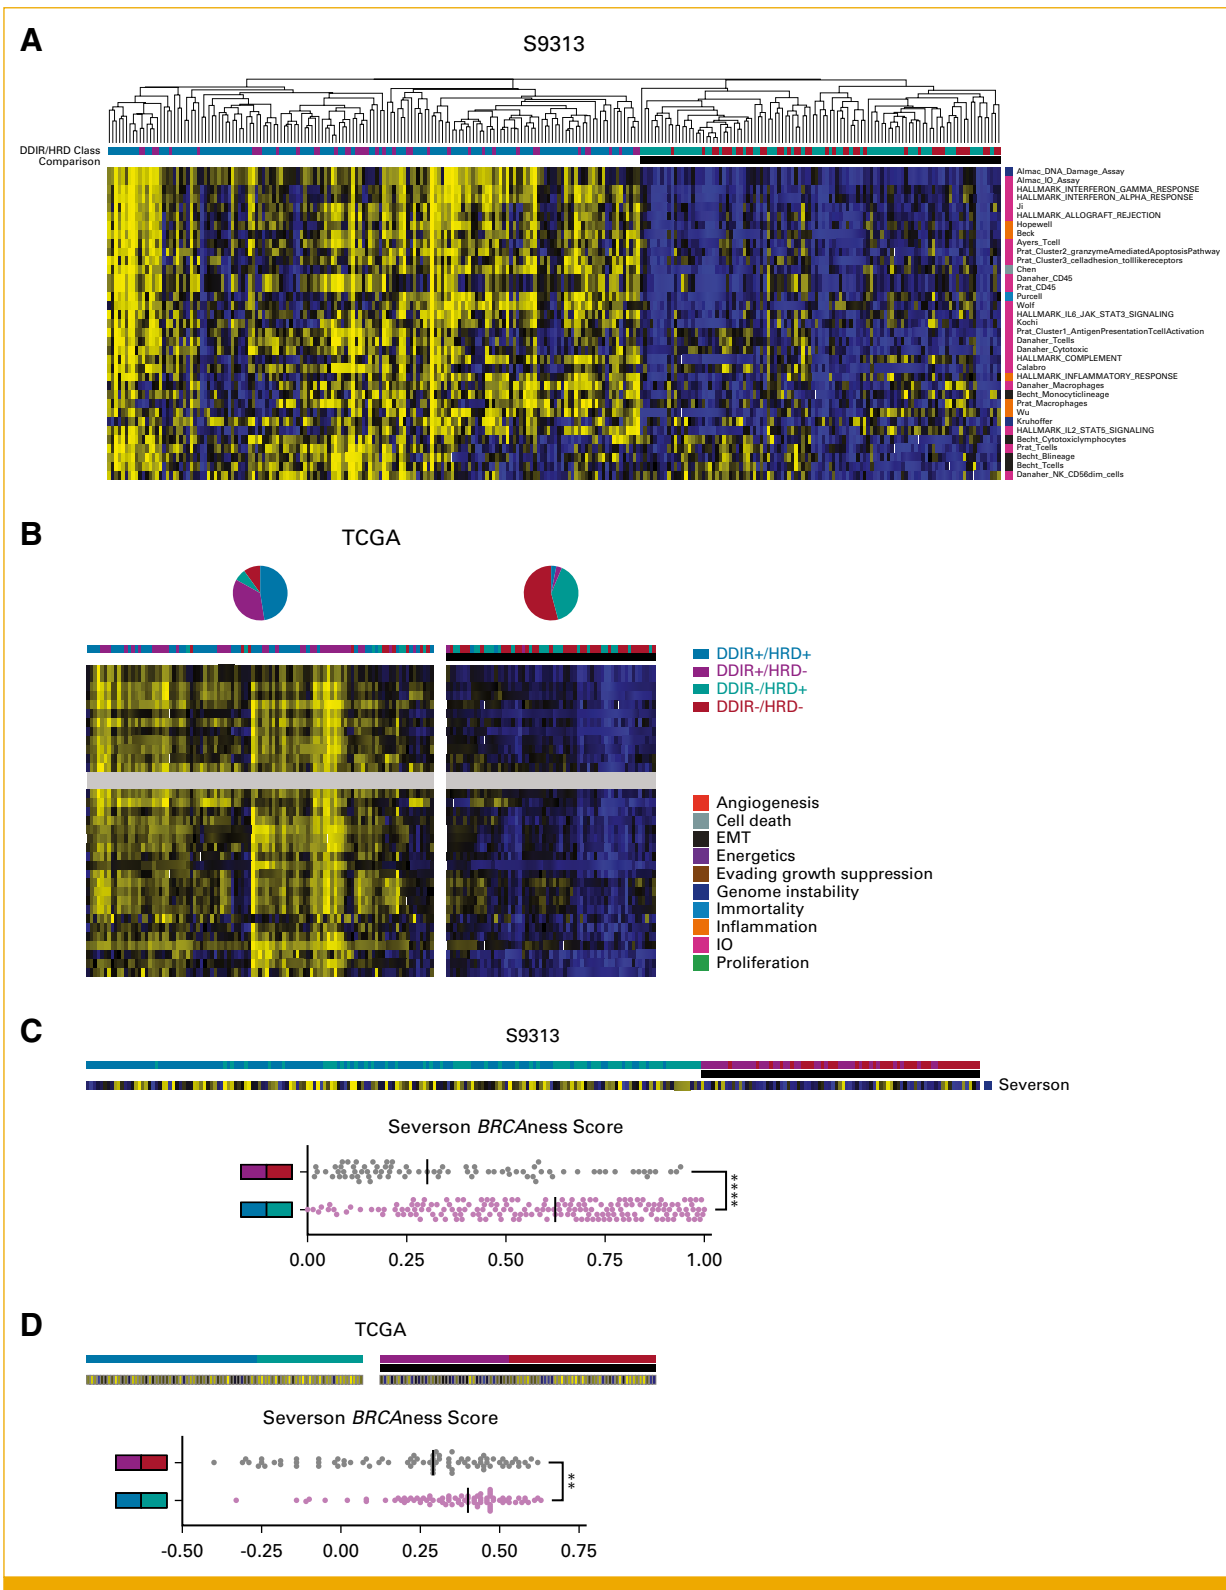 A
S9313
DDIR/HRD Class
Comparison
Almac_DNA_Damage_Assay
Almac_IO_Assay
HALLMARK_INTERFERON_GAMMA_RESPONSE
HALLMARK_INTERFERON_ALPHA_RESPONSE
Ji
HALLMARK_ALLOGRAFT_REJECTION
Hopewell
Beck
Ayers_Tcell
Prat_Cluster2_granzymeAmediatedApoptosisPathway
Prat_Cluster3_celladhesion_tolllikereceptors
Chen
Danaher_CD45
Prat_CD45
Purcell
Wolf
HALLMARK_IL6_JAK_STAT3_SIGNALING
Kochi
Prat_Cluster1_AntigenPresentationTcellActivation
Danaher_Tcells
Danaher_Cytotoxic
HALLMARK_COMPLEMENT
Calabro
HALLMARK_INFLAMMATORY_RESPONSE
Danaher_Macrophages
Becht_Monocyticlineage
Prat_Macrophages
Wu
Kruhoffer
HALLMARK_IL2_STAT5_SIGNALING
Becht_Cytotoxiclymphocytes
Prat_Tcells
Becht_Blineage
Becht_Tcells
Danaher_NK_CD56dim_cells
B
TCGA
DDIR+/HRD+
DDIR+/HRD-
DDIR-/HRD+
DDIR-/HRD-
Angiogenesis
Cell death
EMT
Energetics
Evading growth suppression
Genome instability
Immortality
Inflammation
IO
Proliferation
C
S9313
Severson
Severson BRCAness Score
****
0.00 0.25 0.50 0.75 1.00
D
TCGA
Severson BRCAness Score
**
-0.50 -0.25 0.00 0.25 0.50 0.75